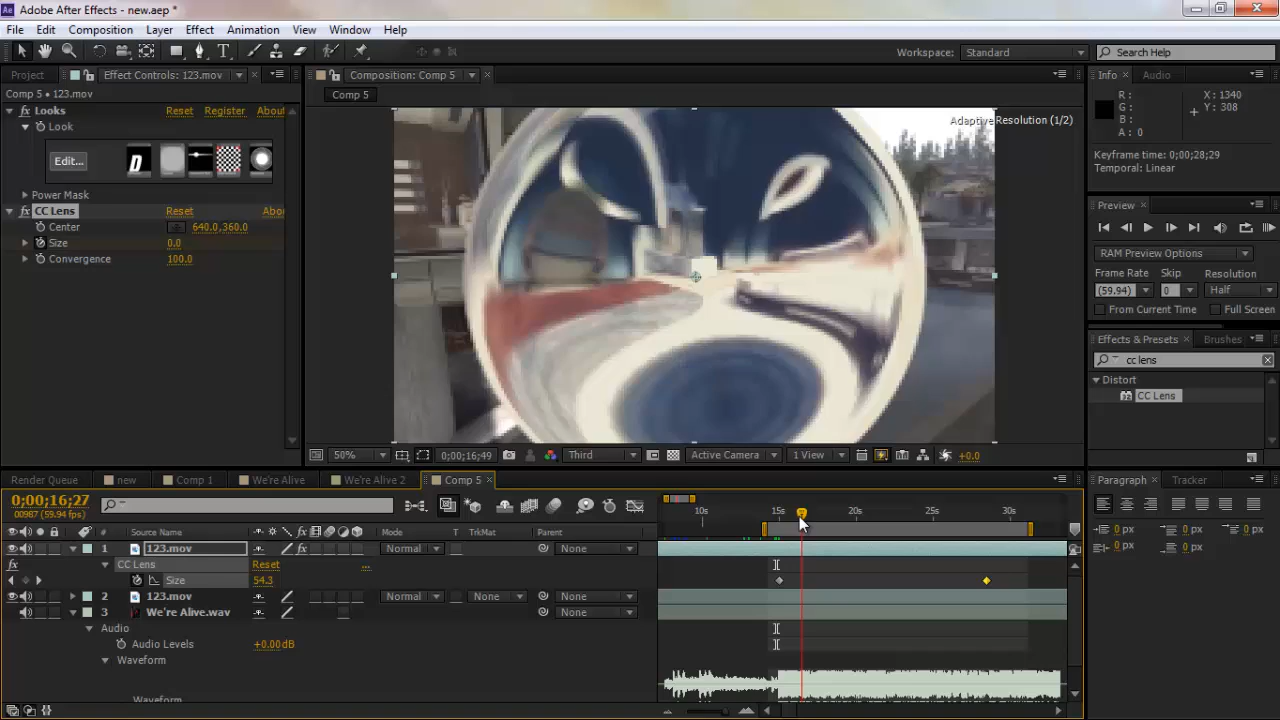 Adobe After Effects - new.aep *
File Edit Composition Layer Effect Animation View Window Help
Workspace: Standard Search Help
Project Effect Controls: 123.mov Composition: Comp 5 Info Audio
Comp 5 • 123.mov Comp 5
fx Looks Reset Register About
Look
Edit...
Power Mask
fx CC Lens Reset Abo
Center 640.0,360.0
Size 0.0
Convergence 100.0
Adaptive Resolution (1/2)
R : X : 1340
G : Y : 308
B :
A : 0
Keyframe time: 0;00;28;29
Temporal: Linear
Preview
RAM Preview Options
Frame Rate Skip Resolution
(59.94) 0 Half
From Current Time Full Screen
Effects & Presets Brushes
cc lens
Distort
CC Lens
50% 0;00;16;49 Third Active Camera 1 View +0.0
Render Queue new Comp 1 We're Alive We're Alive 2 Comp 5 Paragraph Tracker
0;00;16;27
00987 (59.94 fps)
10s 15s 20s 25s 30s
# Source Name Mode T TrkMat Parent
1 123.mov Normal None
CC Lens Reset ...
Size 54.3
2 123.mov Normal None None
3 We're Alive.wav None
Audio
Audio Levels +0.00dB
Waveform
Waveform
0 px 0 px
0 px 0 px
0 px